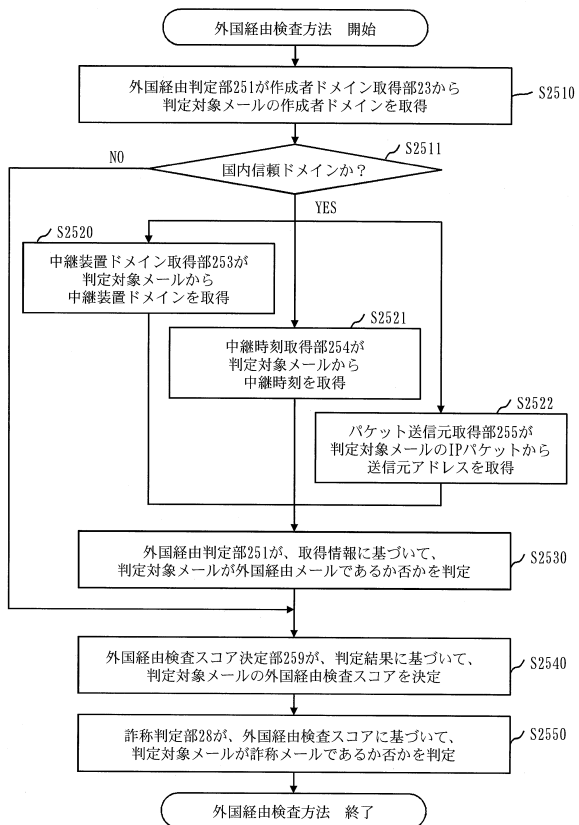 外国経由検査方法 開始
外国経由判定部251が作成者ドメイン取得部23から
判定対象メールの作成者ドメインを取得
S2510
S2511
国内信頼ドメインか？
NO
YES
S2520
中継装置ドメイン取得部253が
判定対象メールから
中継装置ドメインを取得
S2521
中継時刻取得部254が
判定対象メールから
中継時刻を取得
S2522
パケット送信元取得部255が
判定対象メールのIPパケットから
送信元アドレスを取得
外国経由判定部251が、取得情報に基づいて、
判定対象メールが外国経由メールであるか否かを判定
S2530
外国経由検査スコア決定部259が、判定結果に基づいて、
判定対象メールの外国経由検査スコアを決定
S2540
詐称判定部28が、外国経由検査スコアに基づいて、
判定対象メールが詐称メールであるか否かを判定
S2550
外国経由検査方法 終了